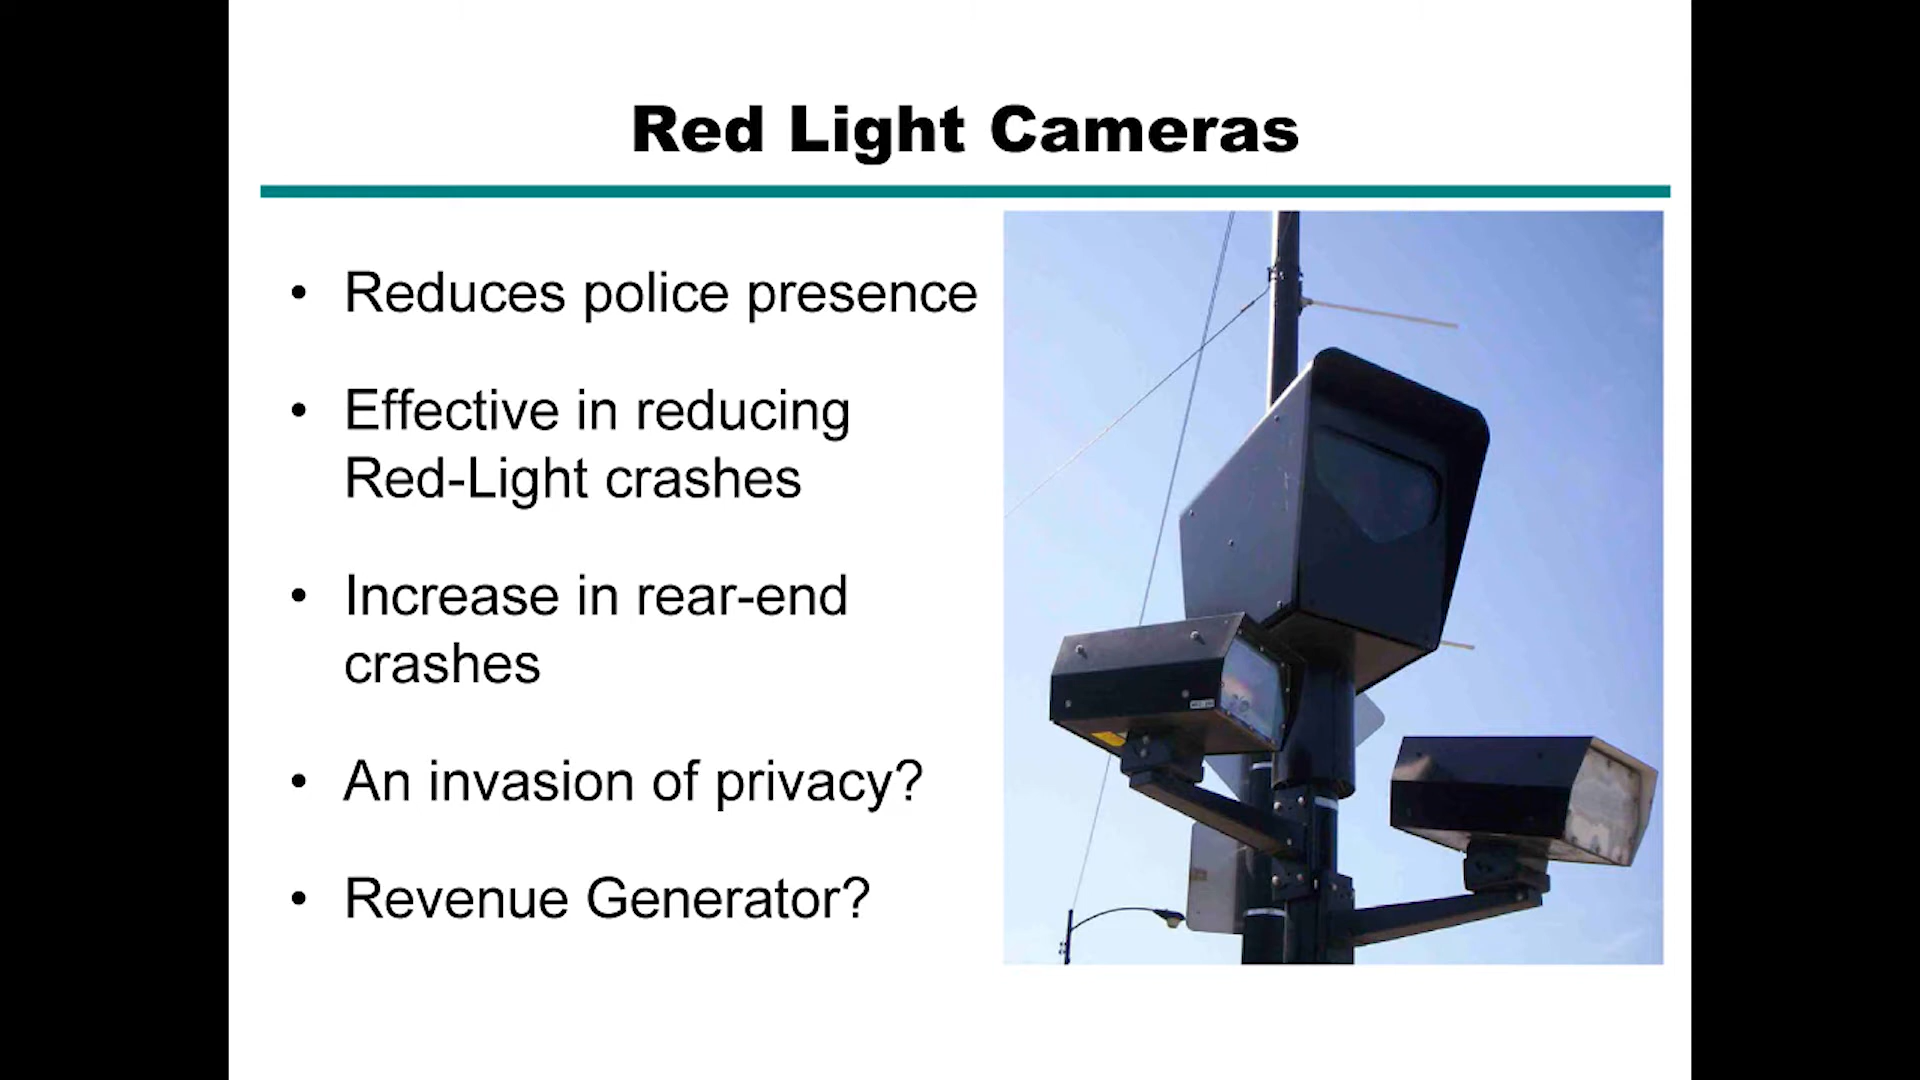 Red Light Cameras
• Reduces police presence
• Effective in reducing
Red-Light crashes
• Increase in rear-end
crashes
• An invasion of privacy?
• Revenue Generator?